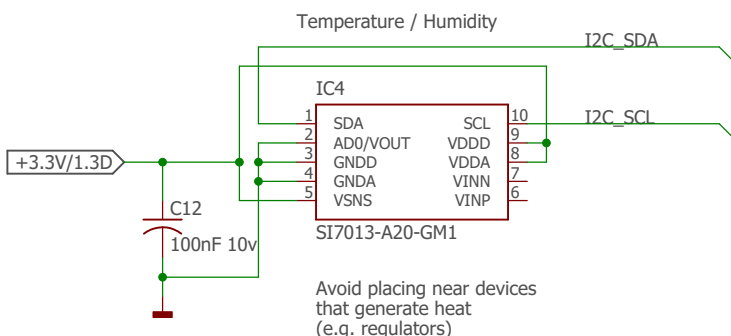 Temperature / Humidity
I2C_SDA
IC4
1 SDA SCL 10 I2C_SCL
2 AD0/VOUT VDDD 9
3 GNDD VDDA 8
4 GNDA VINN 7
5 VSNS VINP 6
+3.3V/1.3D
C12
100nF 10v
SI7013-A20-GM1
Avoid placing near devices
that generate heat
(e.g. regulators)